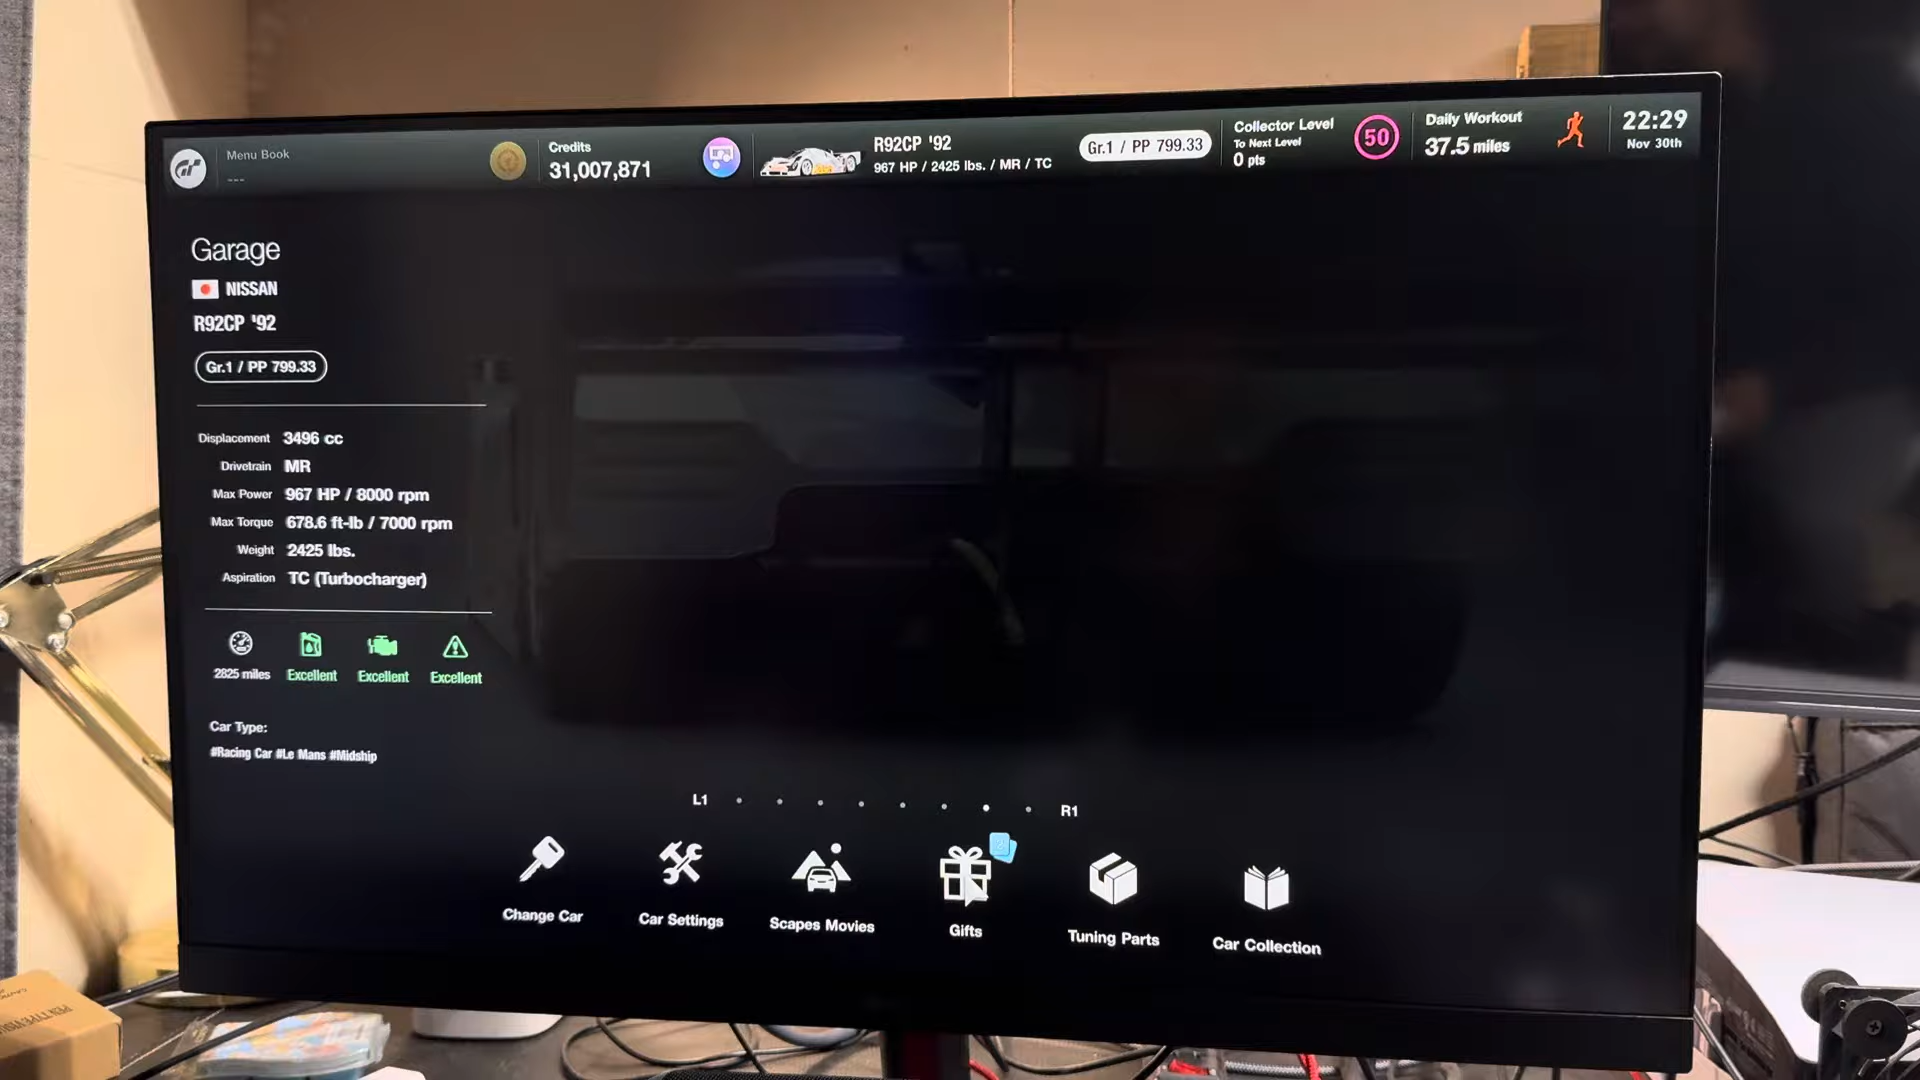 Menu Book
---
Credits
31,007,871
R92CP '92
967 HP / 2425 lbs. / MR / TC
Gr.1 / PP 799.33
Collector Level
To Next Level
0 pts
50
Daily Workout
37.5 miles
22:29
Nov 30th
Garage
NISSAN
R92CP '92
Gr.1 / PP 799.33
Displacement 3496 cc
Drivetrain MR
Max Power 967 HP / 8000 rpm
Max Torque 678.6 ft-lb / 7000 rpm
Weight 2425 lbs.
Aspiration TC (Turbocharger)
2825 miles Excellent Excellent Excellent
Car Type:
#Racing Car #Le Mans #Midship
L1 R1
Change Car Car Settings Scapes Movies Gifts Tuning Parts Car Collection